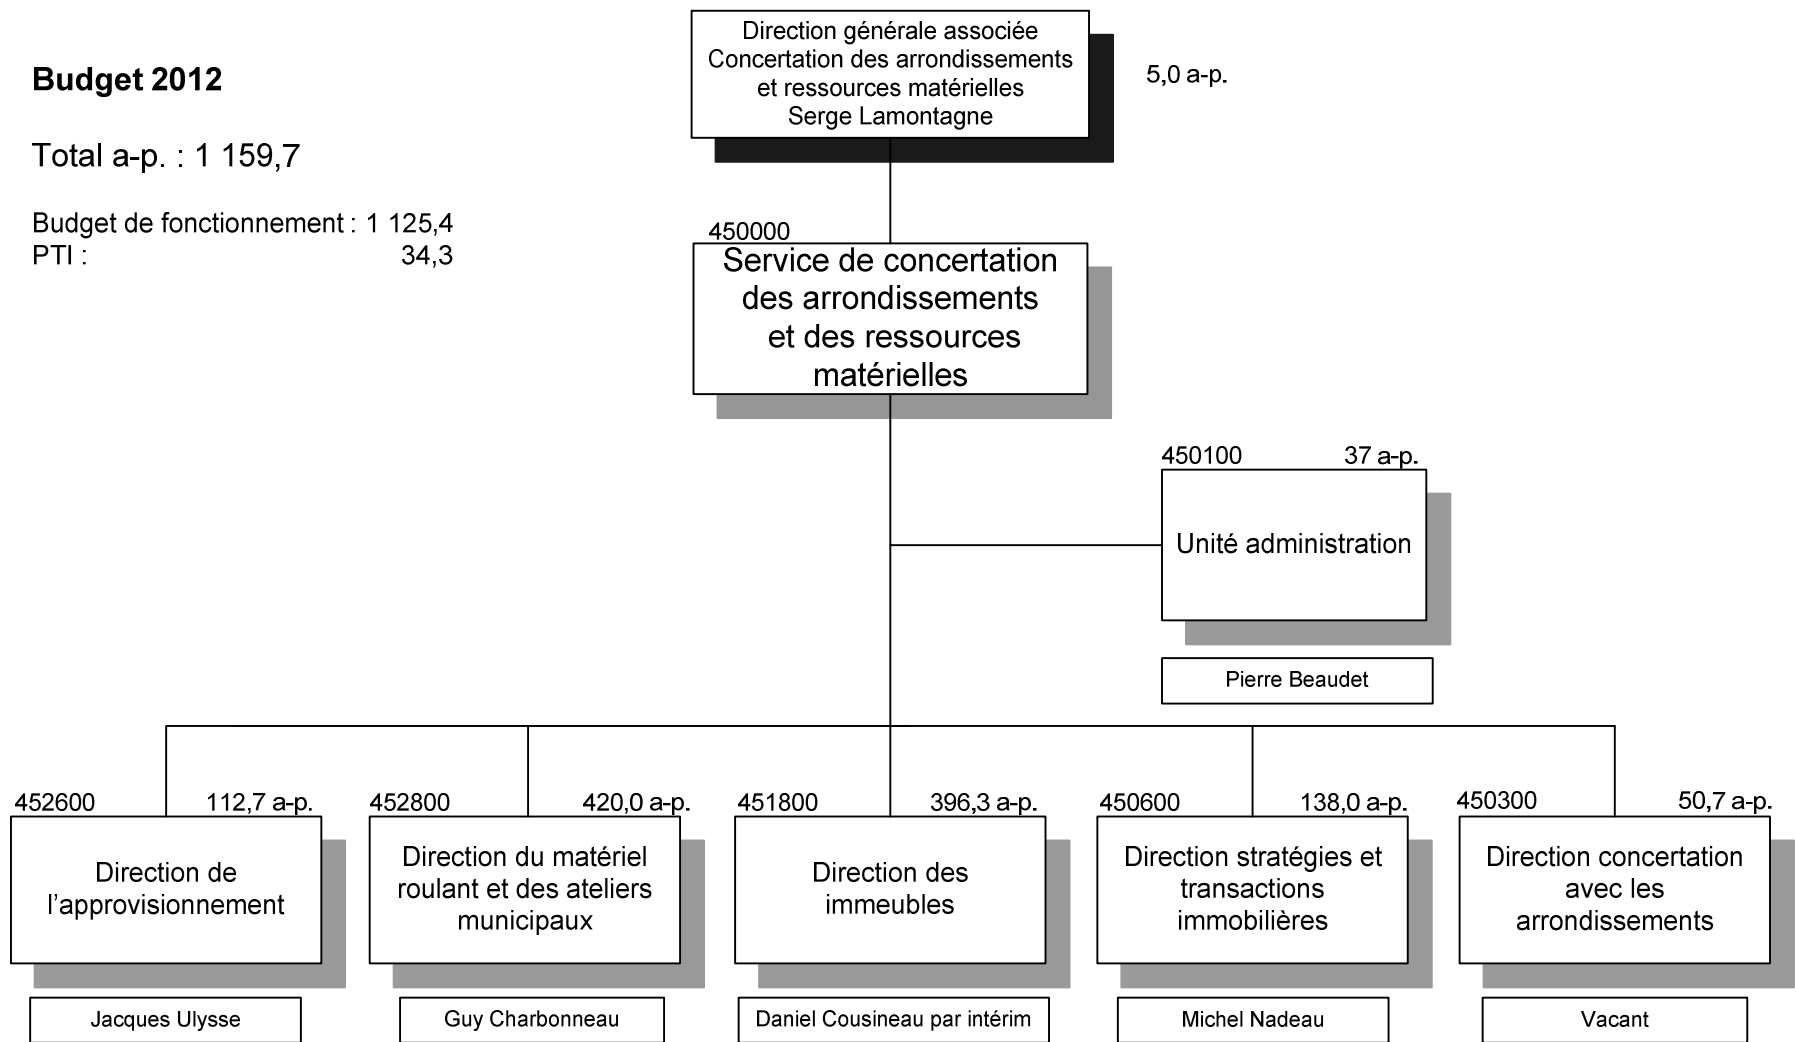 Direction générale associée
Concertation des arrondissements
et ressources matérielles
Serge Lamontagne
5,0 a-p.
Budget 2012
Total a-p. : 1 159,7
Budget de fonctionnement : 1 125,4
PTI : 34,3
450000
Service de concertation
des arrondissements
et des ressources
matérielles
450100 37 a-p.
Unité administration
Pierre Beaudet
452600 112,7 a-p.
Direction de
l’approvisionnement
Jacques Ulysse
452800 420,0 a-p.
Direction du matériel
roulant et des ateliers
municipaux
Guy Charbonneau
451800 396,3 a-p.
Direction des
immeubles
Daniel Cousineau par intérim
450600 138,0 a-p.
Direction stratégies et
transactions
immobilières
Michel Nadeau
450300 50,7 a-p.
Direction concertation
avec les
arrondissements
Vacant